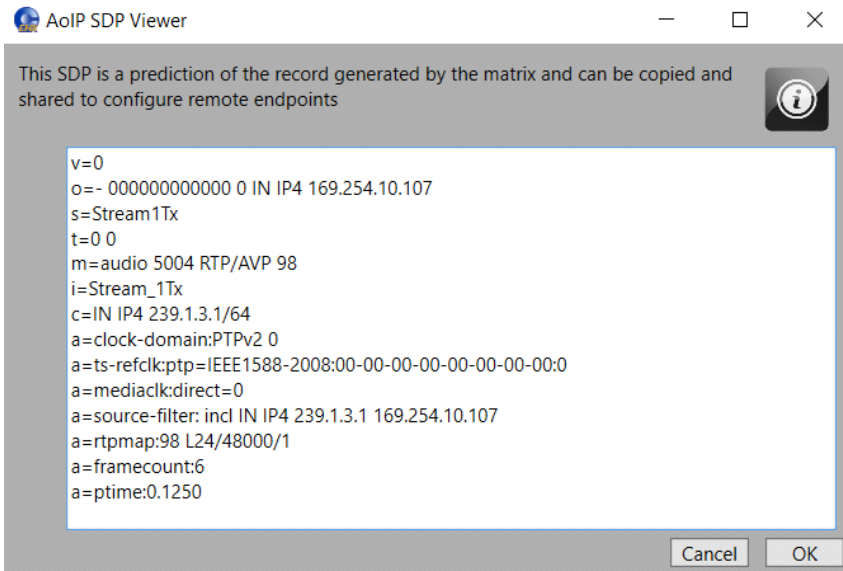 AoIP SDP Viewer
This SDP is a prediction of the record generated by the matrix and can be copied and
shared to configure remote endpoints
v=0
o=- 000000000000 0 IN IP4 169.254.10.107
s=Stream1Tx
t=0 0
m=audio 5004 RTP/AVP 98
i=Stream_1Tx
c=IN IP4 239.1.3.1/64
a=clock-domain:PTPv2 0
a=ts-refclk:ptp=IEEE1588-2008:00-00-00-00-00-00-00-00:0
a=mediaclk:direct=0
a=source-filter: incl IN IP4 239.1.3.1 169.254.10.107
a=rtpmap:98 L24/48000/1
a=framecount:6
a=ptime:0.1250
Cancel OK